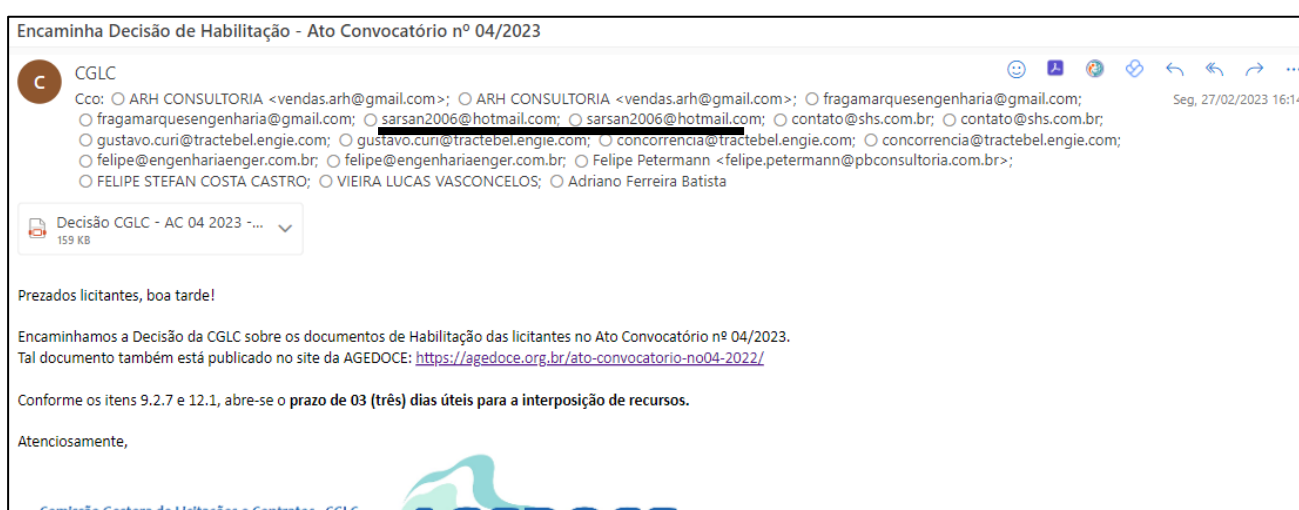 Encaminha Decisão de Habilitação - Ato Convocatório nº 04/2023
C
CGLC
Cco: ARH CONSULTORIA <vendas.arh@gmail.com>; ARH CONSULTORIA <vendas.arh@gmail.com>; fragamarquesengenharia@gmail.com;
Seg, 27/02/2023 16:14
fragamarquesengenharia@gmail.com; sarsan2006@hotmail.com; sarsan2006@hotmail.com; contato@shs.com.br; contato@shs.com.br;
gustavo.curi@tractebel.engie.com; gustavo.curi@tractebel.engie.com; concorrencia@tractebel.engie.com; concorrencia@tractebel.engie.com;
felipe@engenhariaenger.com.br; felipe@engenhariaenger.com.br; Felipe Petermann <felipe.petermann@pbconsultoria.com.br>;
FELIPE STEFAN COSTA CASTRO; VIEIRA LUCAS VASCONCELOS; Adriano Ferreira Batista
Decisão CGLC - AC 04 2023 -...
159 KB
Prezados licitantes, boa tarde!
Encaminhamos a Decisão da CGLC sobre os documentos de Habilitação das licitantes no Ato Convocatório nº 04/2023.
Tal documento também está publicado no site da AGEDOCE: https://agedoce.org.br/ato-convocatorio-no04-2022/
Conforme os itens 9.2.7 e 12.1, abre-se o prazo de 03 (três) dias úteis para a interposição de recursos.
Atenciosamente,